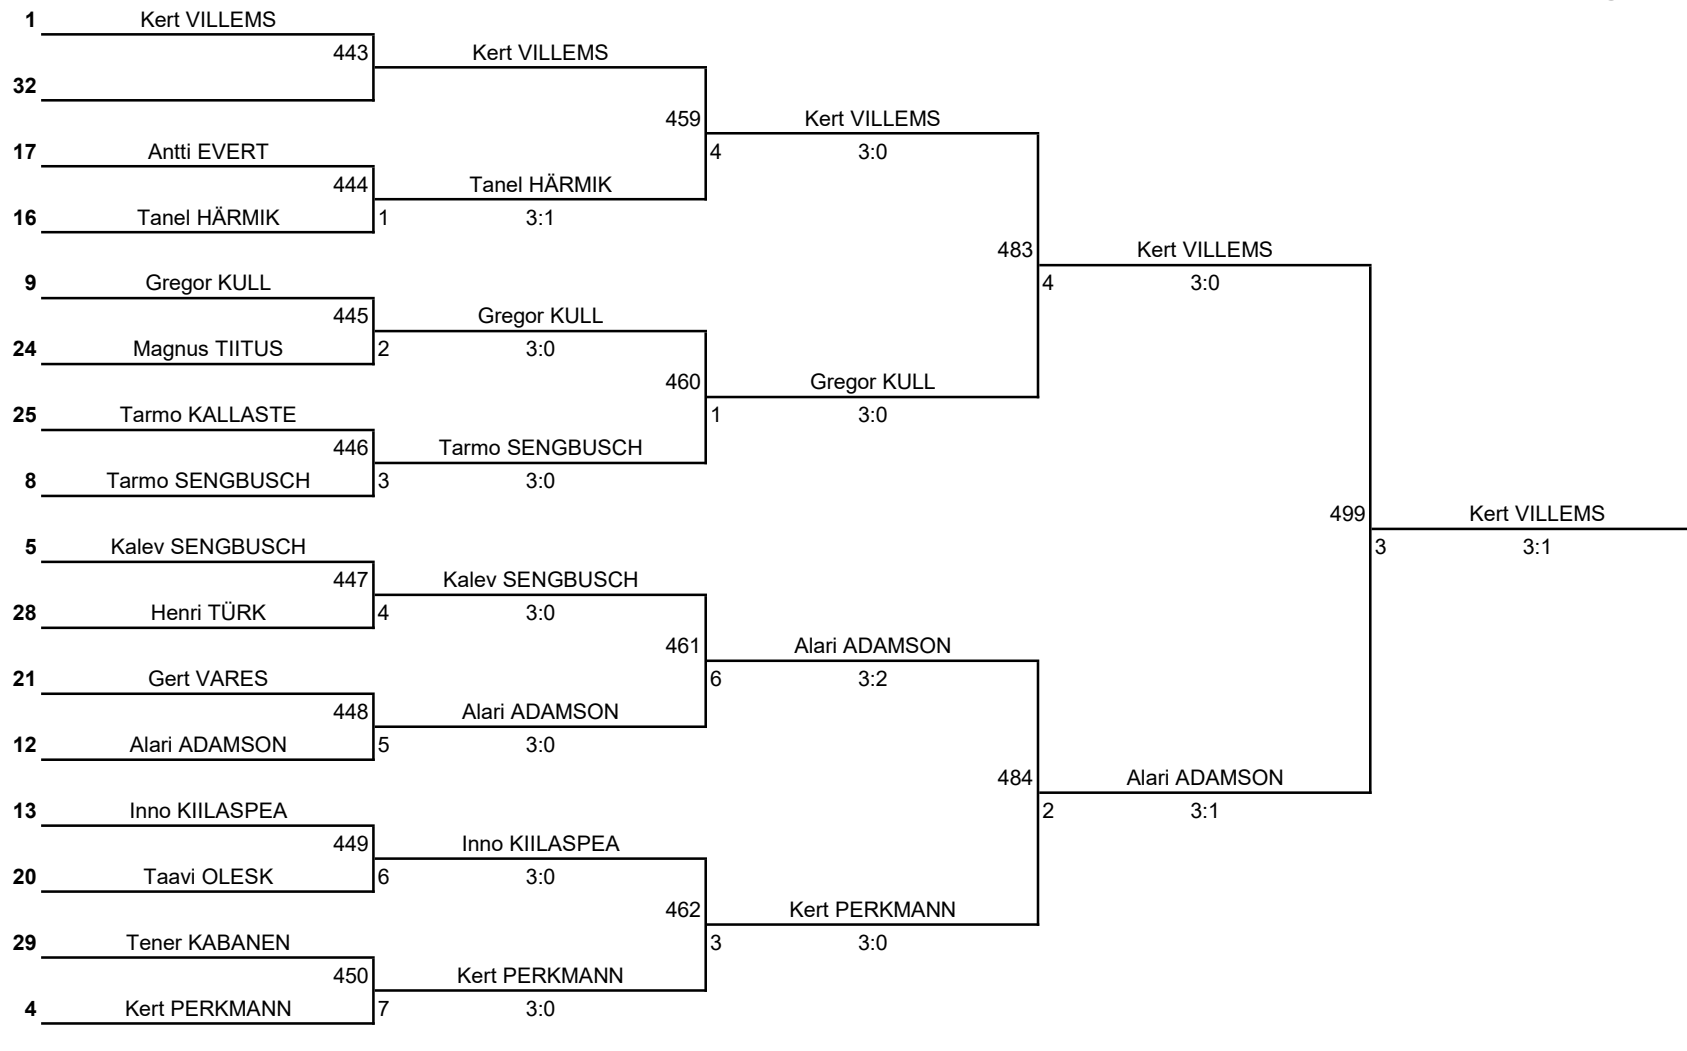 1 Kert VILLEMS
443 Kert VILLEMS
32
459 Kert VILLEMS
17 Antti EVERT 4 3:0
444 Tanel HÄRMIK
16 Tanel HÄRMIK 1 3:1
483 Kert VILLEMS
9 Gregor KULL 4 3:0
445 Gregor KULL
24 Magnus TIITUS 2 3:0
460 Gregor KULL
25 Tarmo KALLASTE 1 3:0
446 Tarmo SENGBUSCH
8 Tarmo SENGBUSCH 3 3:0
499 Kert VILLEMS
5 Kalev SENGBUSCH 3 3:1
447 Kalev SENGBUSCH
28 Henri TÜRK 4 3:0
461 Alari ADAMSON
21 Gert VARES 6 3:2
448 Alari ADAMSON
12 Alari ADAMSON 5 3:0
484 Alari ADAMSON
13 Inno KIILASPEA 2 3:1
449 Inno KIILASPEA
20 Taavi OLESK 6 3:0
462 Kert PERKMANN
29 Tener KABANEN 3 3:0
450 Kert PERKMANN
4 Kert PERKMANN 7 3:0